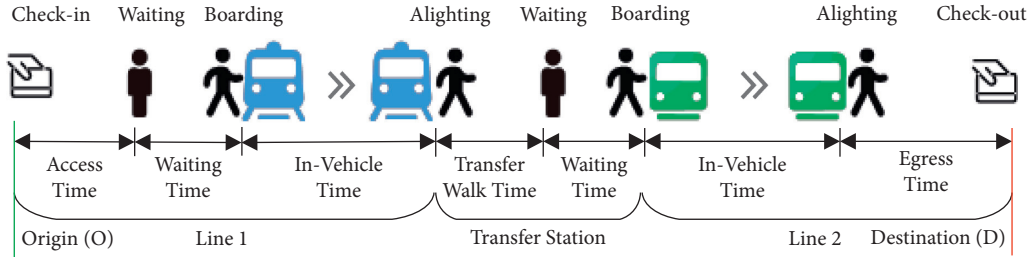 Check-in Waiting Boarding Alighting Waiting Boarding Alighting Check-out
Access Time
Waiting Time
In-Vehicle Time
Transfer Walk Time
Waiting Time
In-Vehicle Time
Egress Time
Origin (O) Line 1 Transfer Station Line 2 Destination (D)